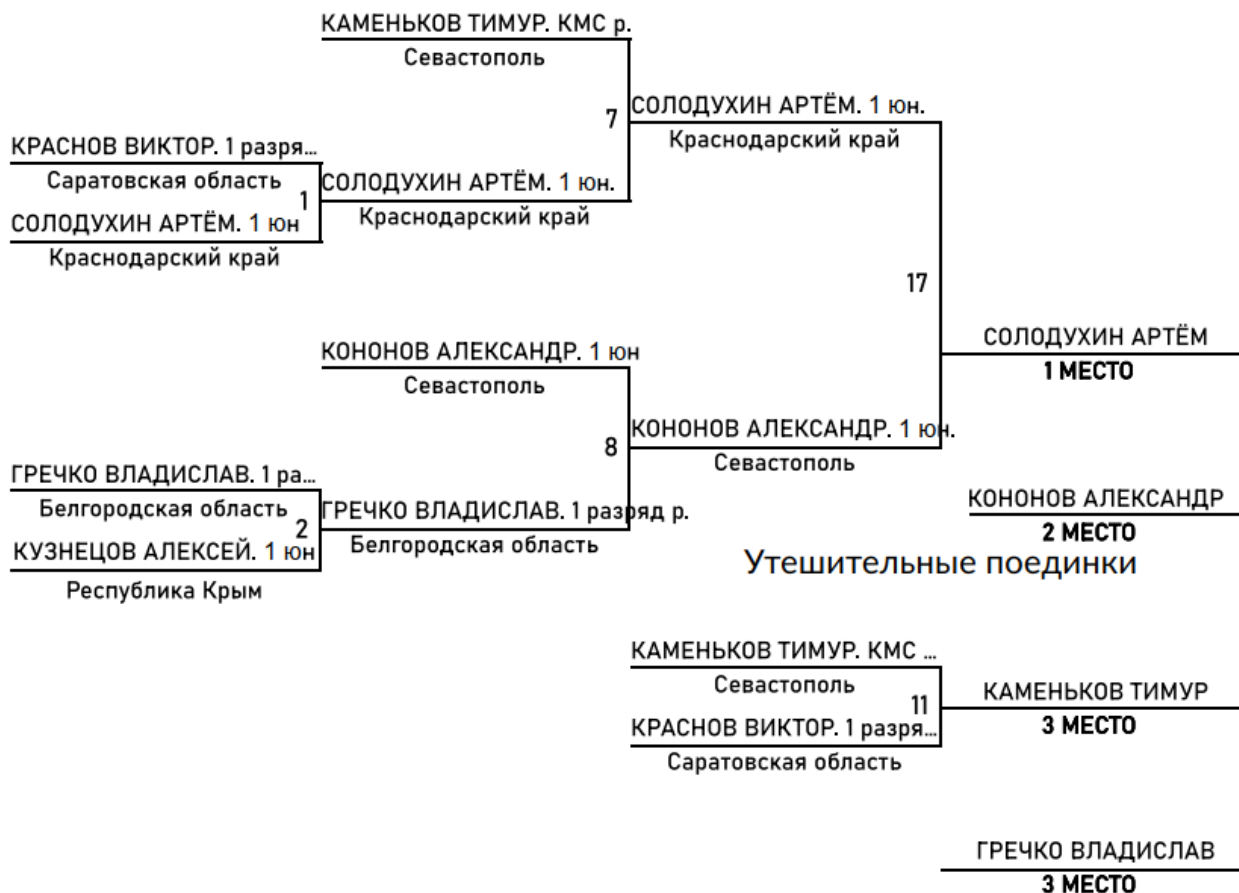 КАМЕНЬКОВ ТИМУР. КМС р.
Севастополь
7
СОЛОДУХИН АРТЁМ. 1 юн.
Краснодарский край
КРАСНОВ ВИКТОР. 1 разря...
Саратовская область
1
СОЛОДУХИН АРТЁМ. 1 юн.
Краснодарский край
СОЛОДУХИН АРТЁМ. 1 юн
Краснодарский край
17
СОЛОДУХИН АРТЁМ
1 МЕСТО
КОНОНОВ АЛЕКСАНДР. 1 юн
Севастополь
8
КОНОНОВ АЛЕКСАНДР. 1 юн.
Севастополь
ГРЕЧКО ВЛАДИСЛАВ. 1 ра...
Белгородская область
2
ГРЕЧКО ВЛАДИСЛАВ. 1 разряд р.
Белгородская область
КУЗНЕЦОВ АЛЕКСЕЙ. 1 юн
Республика Крым
КОНОНОВ АЛЕКСАНДР
2 МЕСТО
Утешительные поединки
КАМЕНЬКОВ ТИМУР. КМС ...
Севастополь
11
КАМЕНЬКОВ ТИМУР
3 МЕСТО
КРАСНОВ ВИКТОР. 1 разря...
Саратовская область
ГРЕЧКО ВЛАДИСЛАВ
3 МЕСТО